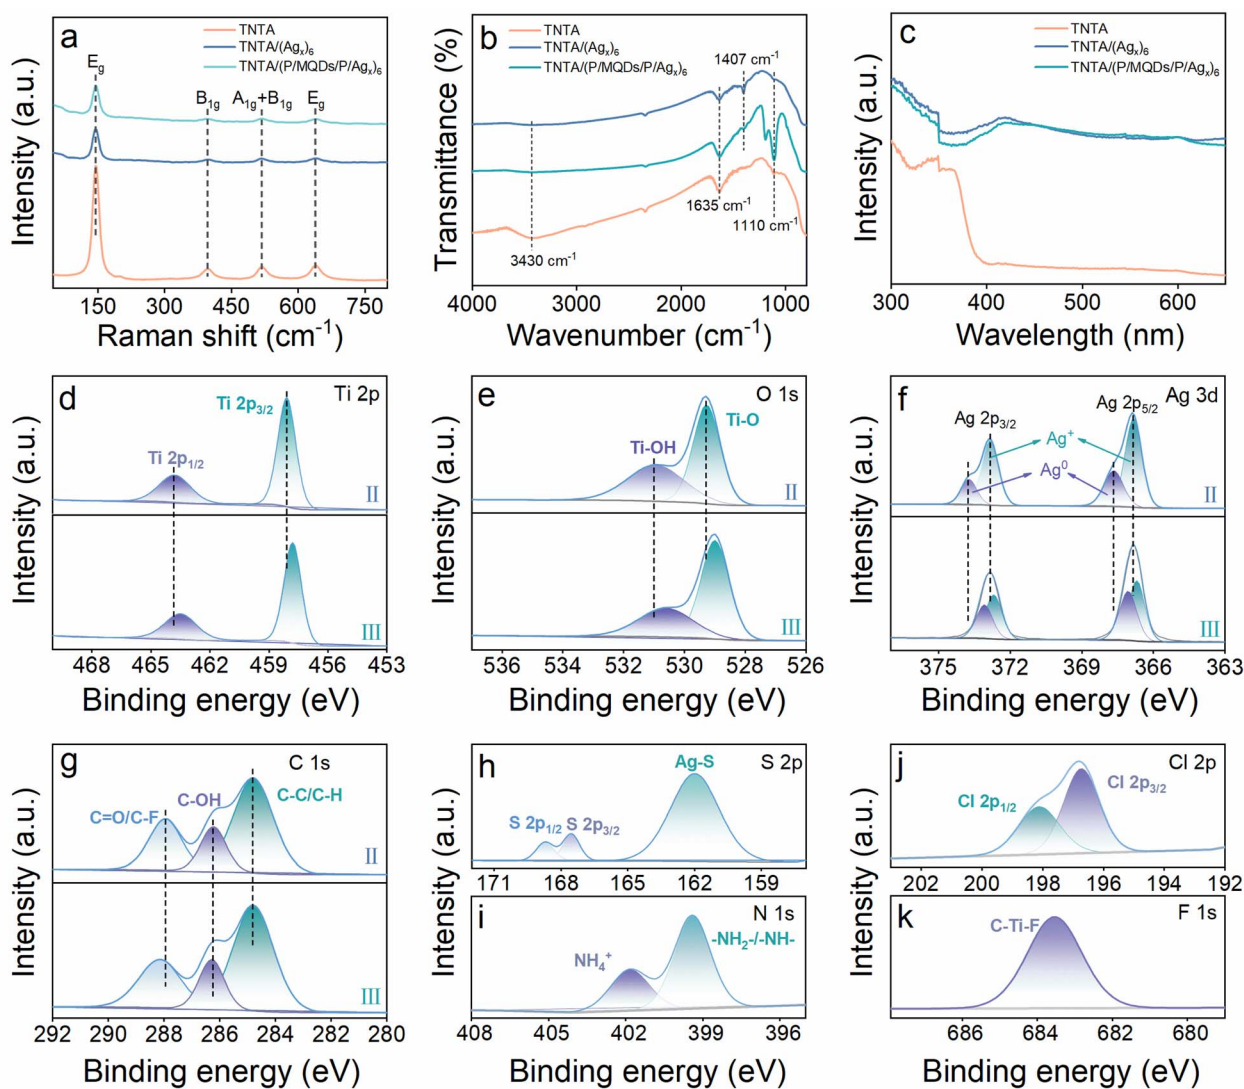 a
TNTA
TNTA/(Agₓ)₆
TNTA/(P/MQDs/P/Agₓ)₆
E_g
B₁g
A₁g+B₁g
E_g
Intensity (a.u.)
150
300
450
600
750
Raman shift (cm⁻¹)
b
TNTA
TNTA/(Agₓ)₆
TNTA/(P/MQDs/P/Agₓ)₆
1407 cm⁻¹
1635 cm⁻¹
1110 cm⁻¹
3430 cm⁻¹
Transmittance (%)
4000
3000
2000
1000
Wavenumber (cm⁻¹)
c
TNTA
TNTA/(Agₓ)₆
TNTA/(P/MQDs/P/Agₓ)₆
Intensity (a.u.)
300
400
500
600
Wavelength (nm)
d
Ti 2p
Ti 2p₃/₂
Ti 2p₁/₂
II
III
Intensity (a.u.)
468
465
462
459
456
453
Binding energy (eV)
e
O 1s
Ti-O
Ti-OH
II
III
Intensity (a.u.)
536
534
532
530
528
526
Binding energy (eV)
f
Ag 3d
Ag 2p₃/₂
Ag 2p₅/₂
Ag⁺
Ag⁰
II
III
Intensity (a.u.)
375
372
369
366
363
Binding energy (eV)
g
C 1s
C=O/C-F
C-OH
C-C/C-H
II
III
Intensity (a.u.)
292
290
288
286
284
282
280
Binding energy (eV)
h
S 2p
Ag-S
S 2p₁/₂
S 2p₃/₂
171
168
165
162
159
i
N 1s
-NH₂-/-NH-
NH₄⁺
Intensity (a.u.)
408
405
402
399
396
Binding energy (eV)
j
Cl 2p
Cl 2p₁/₂
Cl 2p₃/₂
202
200
198
196
194
192
k
F 1s
C-Ti-F
Intensity (a.u.)
686
684
682
680
Binding energy (eV)